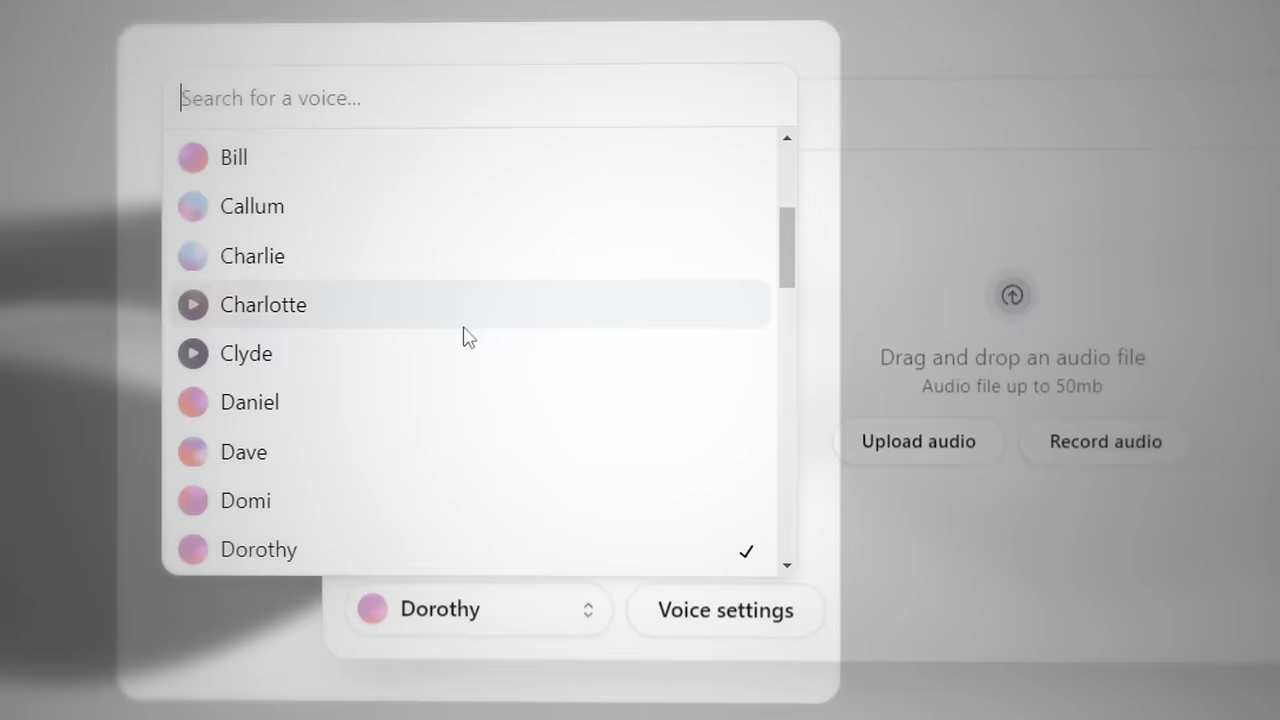 Search for a voice...
Bill
Callum
Charlie
Charlotte
Clyde
Daniel
Dave
Domi
Dorothy
Dorothy
Voice settings
Drag and drop an audio file
Audio file up to 50mb
Upload audio
Record audio